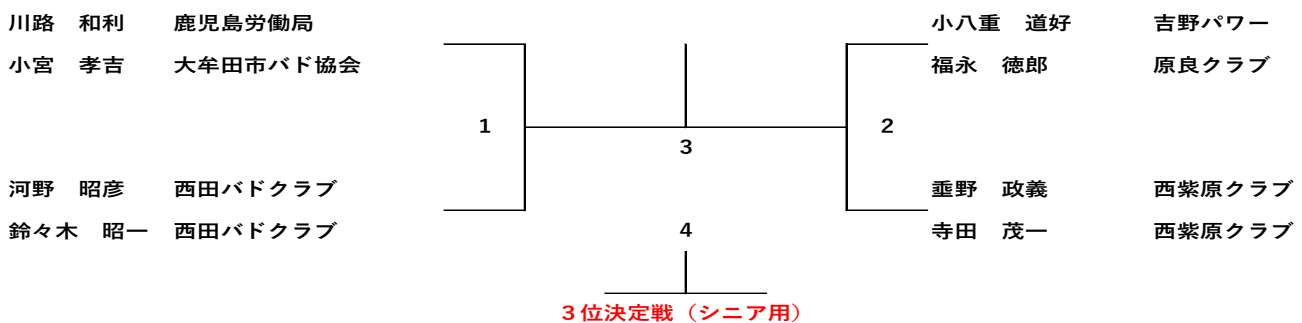 川路　和利　鹿児島労働局　小八重　道好　吉野パワー
小宮　孝吉　大牟田市バド協会　福永　徳郎　原良クラブ
1　2
3
河野　昭彦　西田バドクラブ　垂野　政義　西紫原クラブ
鈴々木　昭一　西田バドクラブ　4　寺田　茂一　西紫原クラブ
３位決定戦（シニア用）